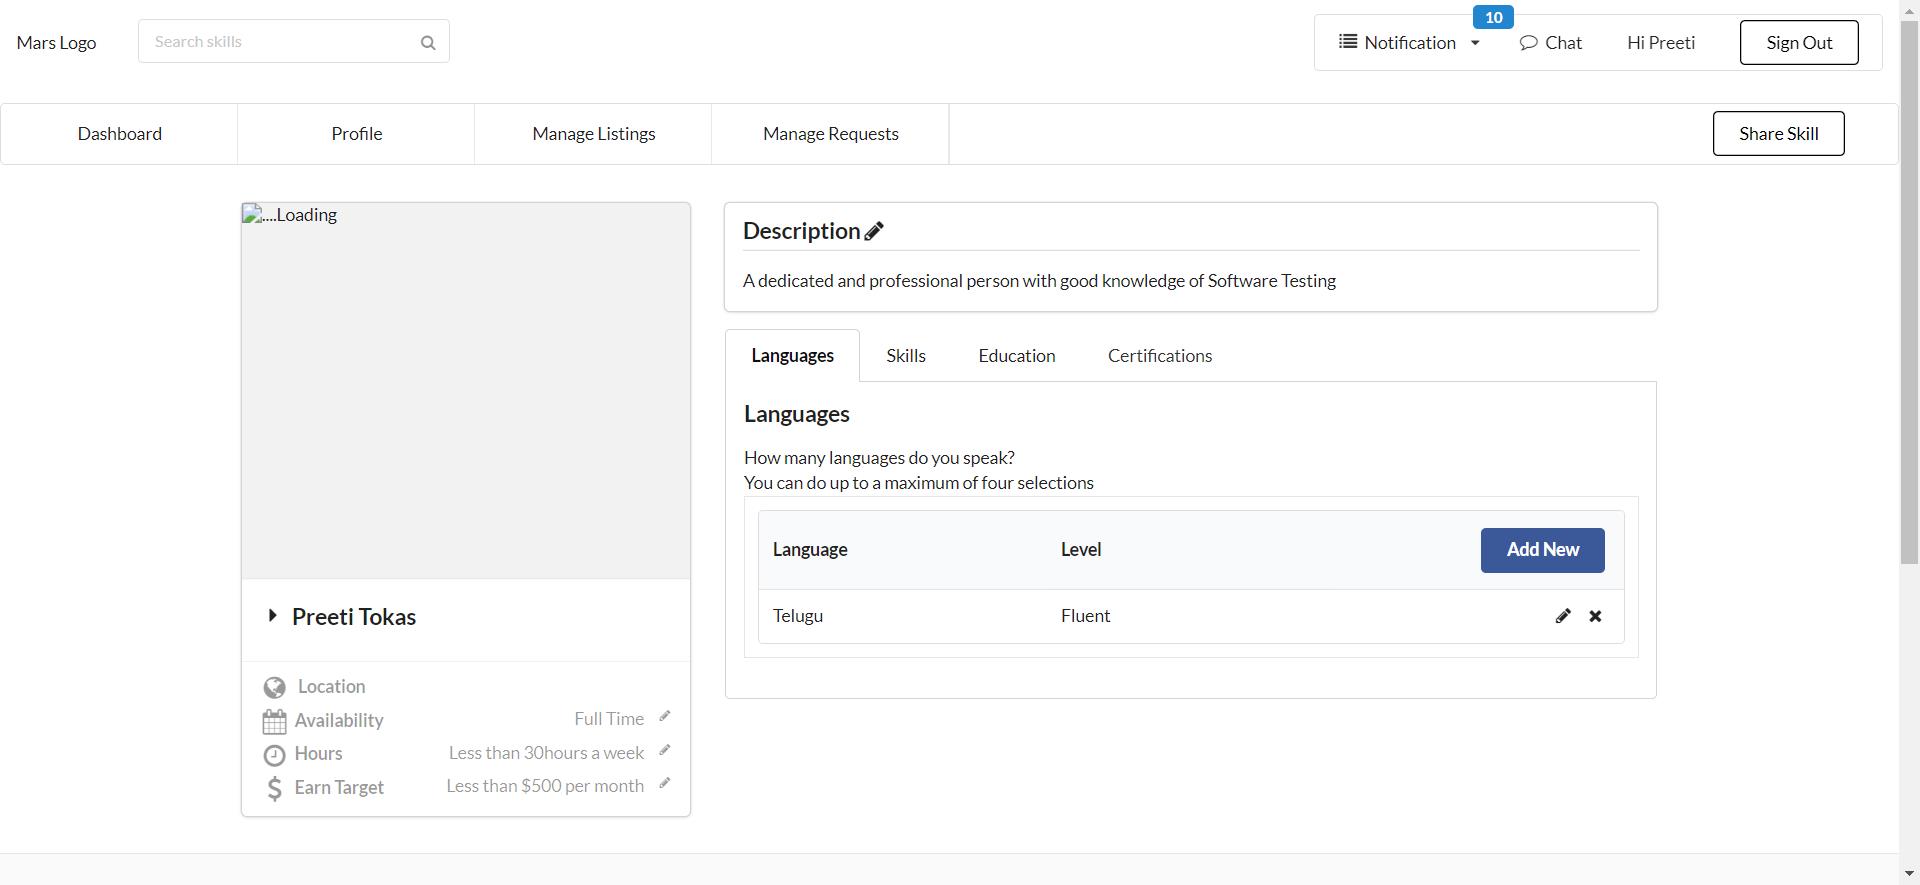 Mars Logo
Search skills
Notification
10
Chat
Hi Preeti
Sign Out
Dashboard
Profile
Manage Listings
Manage Requests
Share Skill
....Loading
Preeti Tokas
Location
Availability Full Time
Hours Less than 30hours a week
Earn Target Less than $500 per month
Description
A dedicated and professional person with good knowledge of Software Testing
Languages
Skills
Education
Certifications
Languages
How many languages do you speak?
You can do up to a maximum of four selections
Language Level Add New
Telugu Fluent